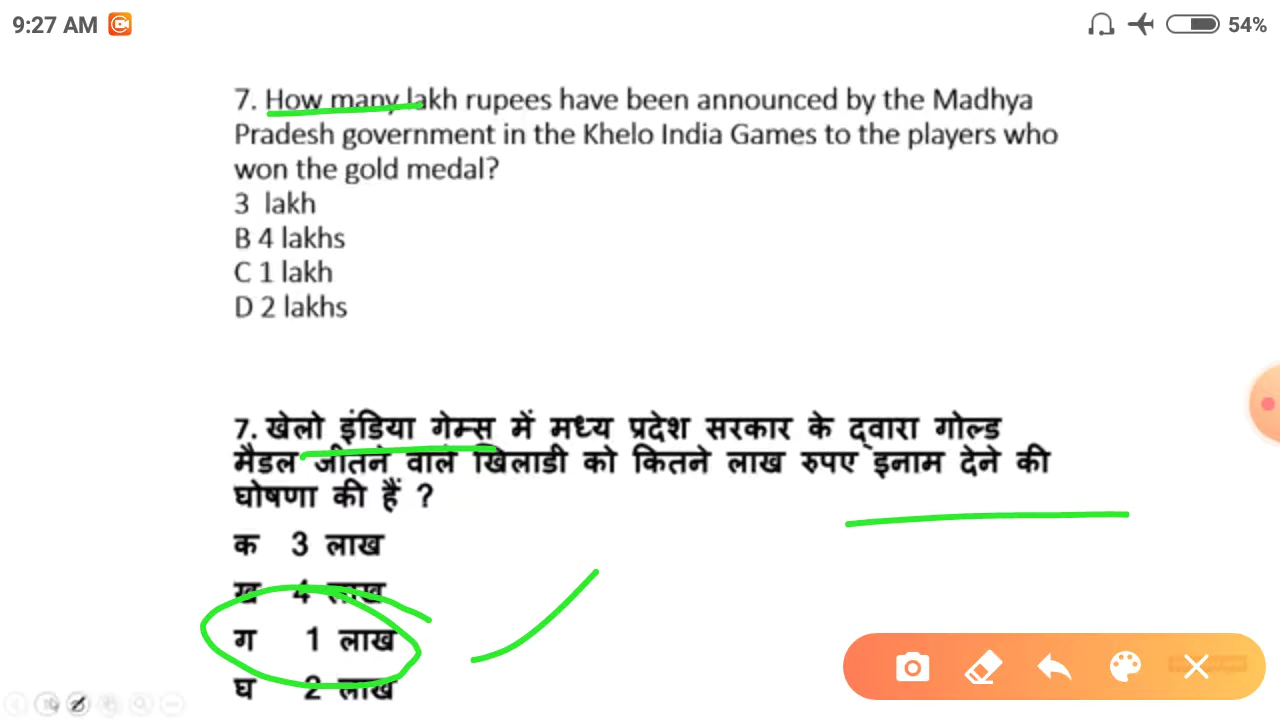 9:27 AM
54%
7. How many lakh rupees have been announced by the Madhya
Pradesh government in the Khelo India Games to the players who
won the gold medal?
3 lakh
B 4 lakhs
C 1 lakh
D 2 lakhs
7. खेलो इंडिया गेम्स में मध्य प्रदेश सरकार के द्वारा गोल्ड
मैडल जीतने वाले खिलाडी को कितने लाख रुपए इनाम देने की
घोषणा की हैं ?
क 3 लाख
ख 4 लाख
ग 1 लाख
घ 2 लाख